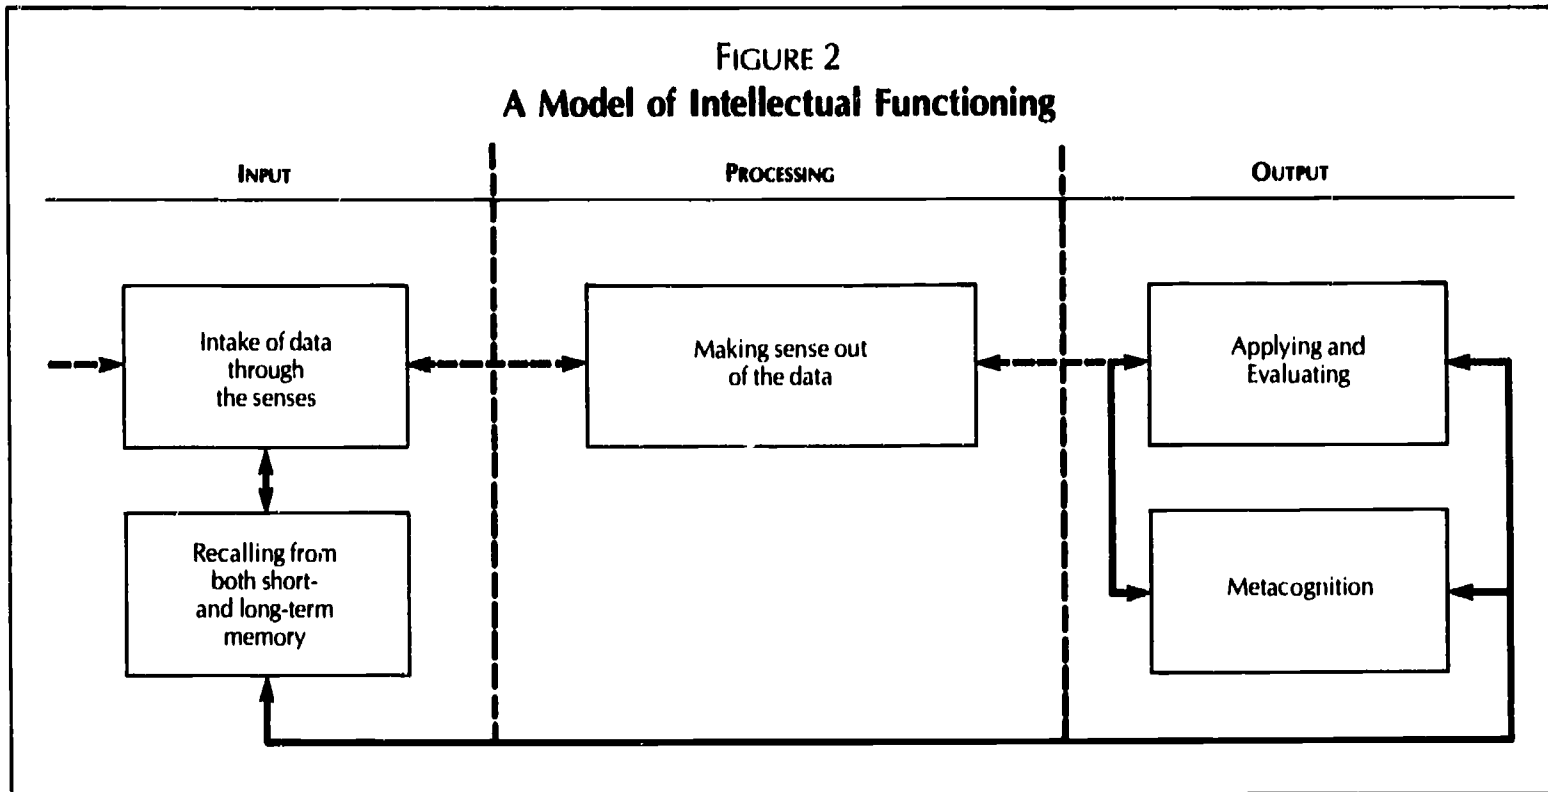 FIGURE 2
A Model of Intellectual Functioning
INPUT
PROCESSING
OUTPUT
Intake of data
through
the senses
Making sense out
of the data
Applying and
Evaluating
Recalling from
both short-
and long-term
memory
Metacognition